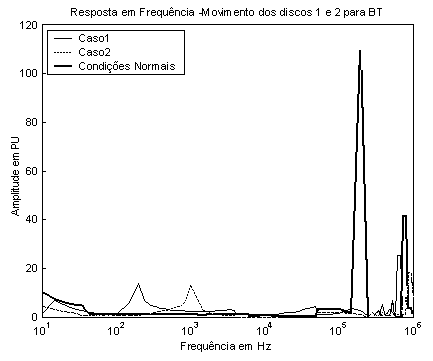 Resposta em Frequência -Movimento dos discos 1 e 2 para BT
120
100
80
60
40
20
0
Caso1
Caso2
Condições Normais
Amplitude em PU
10^1
10^2
10^3
10^4
10^5
10^6
Frequência em Hz